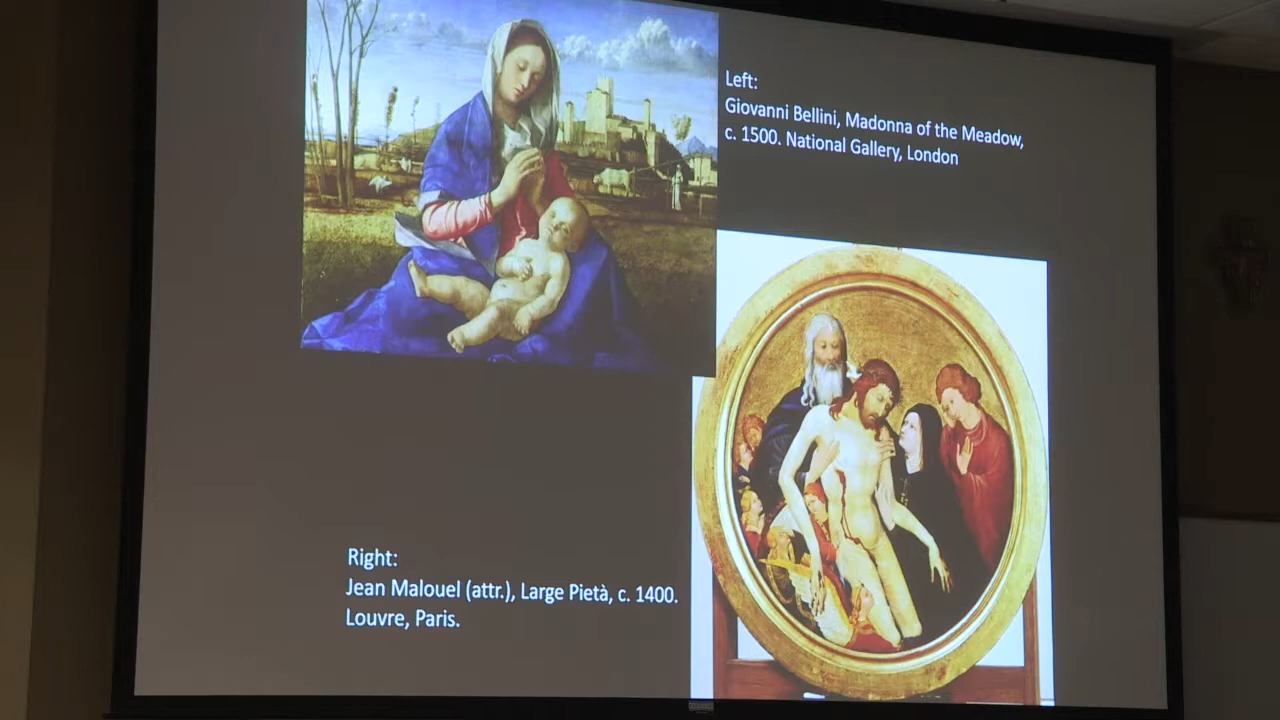 Left:
Giovanni Bellini, Madonna of the Meadow,
c. 1500. National Gallery, London
Right:
Jean Malouel (attr.), Large Pietà, c. 1400.
Louvre, Paris.